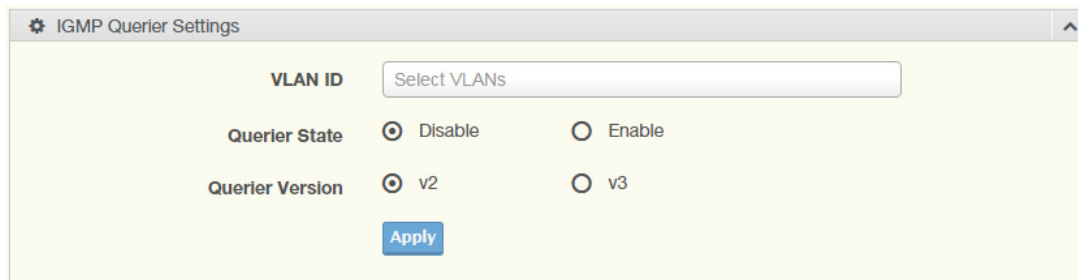 IGMP Querier Settings
VLAN ID Select VLANs
Querier State Disable Enable
Querier Version v2 v3
Apply